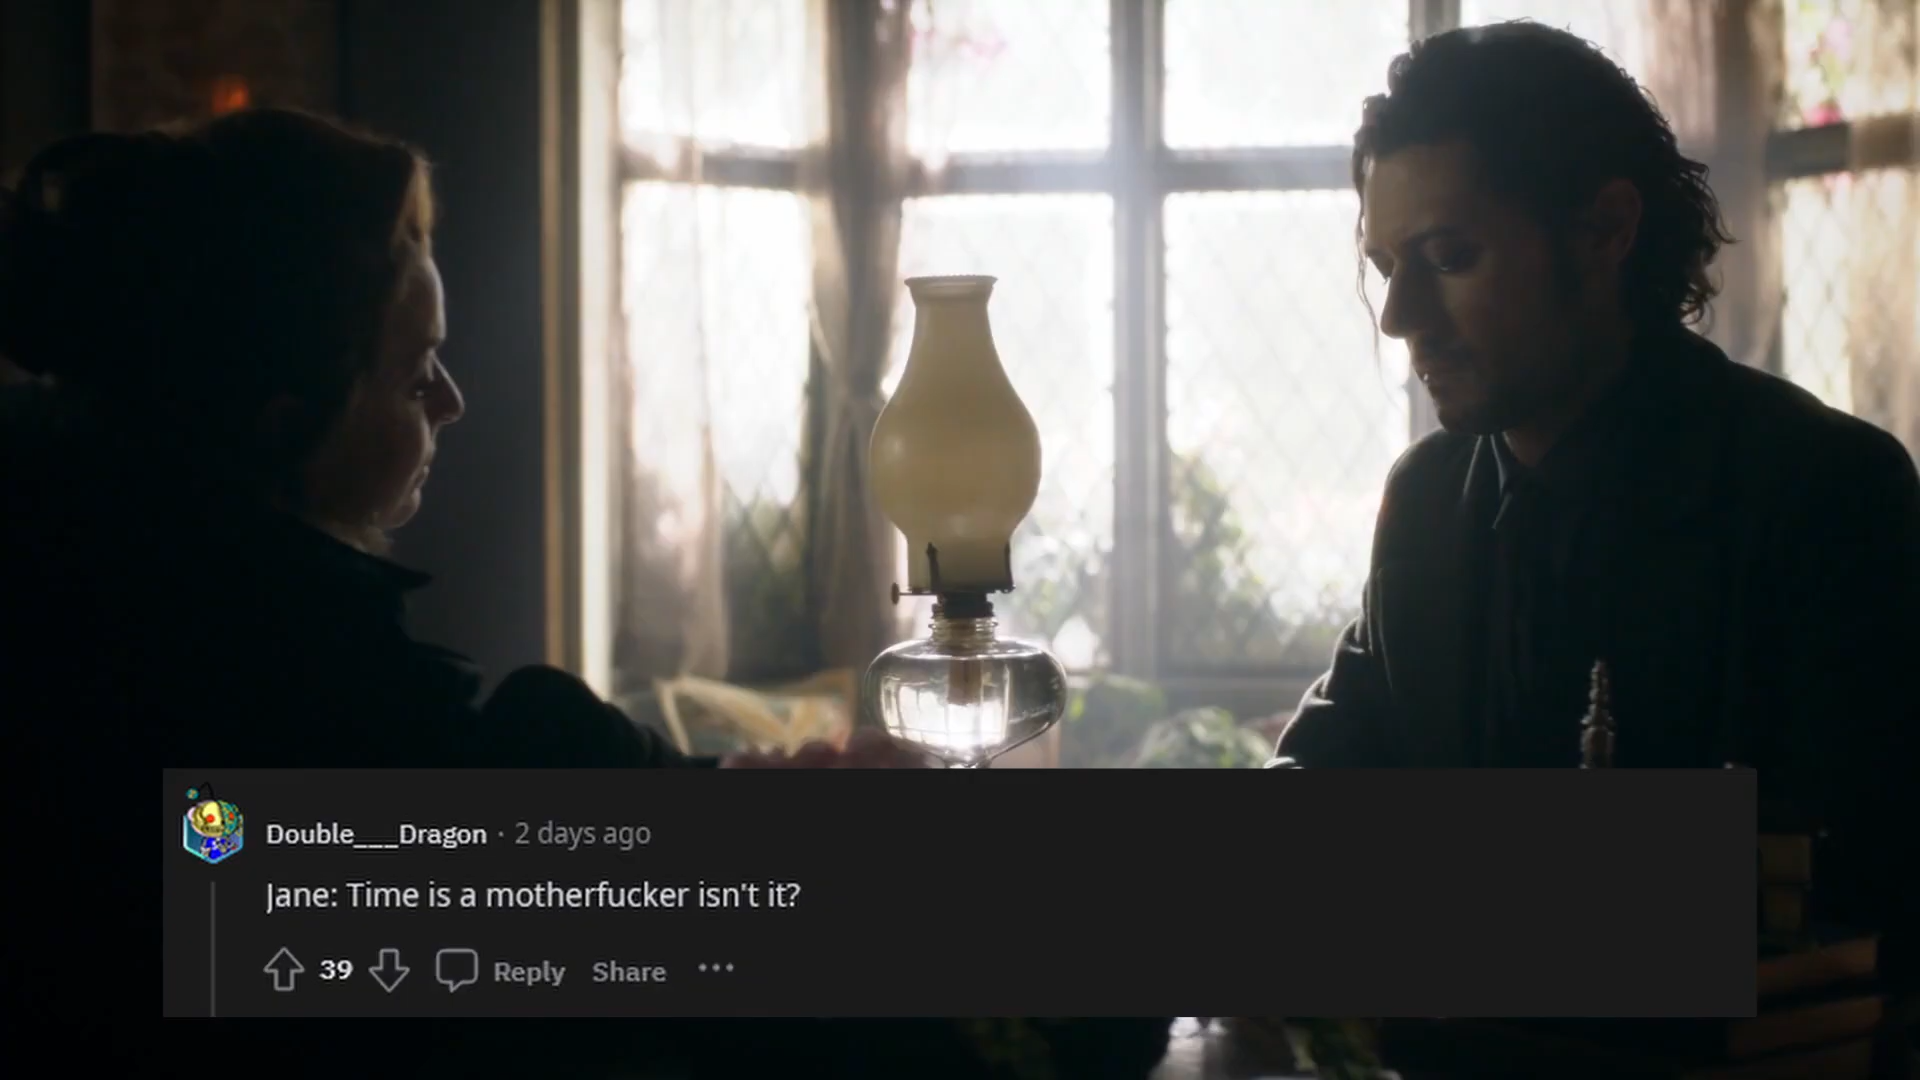 Double___Dragon · 2 days ago
Jane: Time is a motherfucker isn't it?
39 Reply Share ···